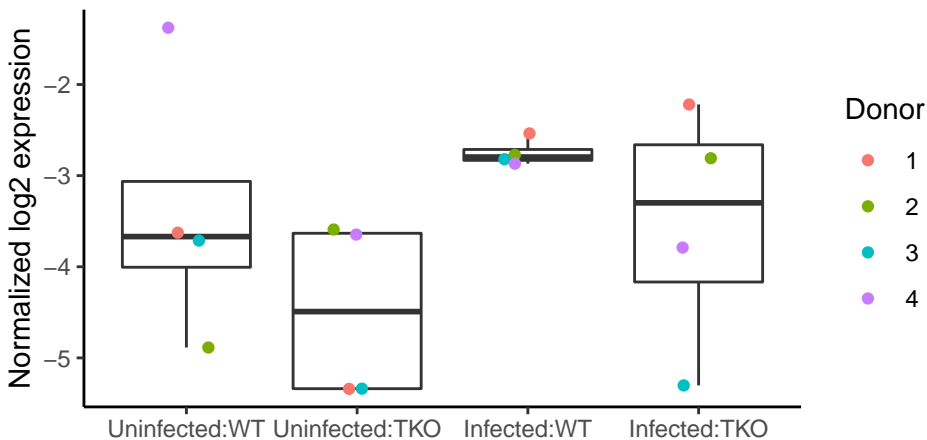 Normalized log2 expression
−2
−3
−4
−5
Uninfected:WT
Uninfected:TKO
Infected:WT
Infected:TKO
Donor
1
2
3
4